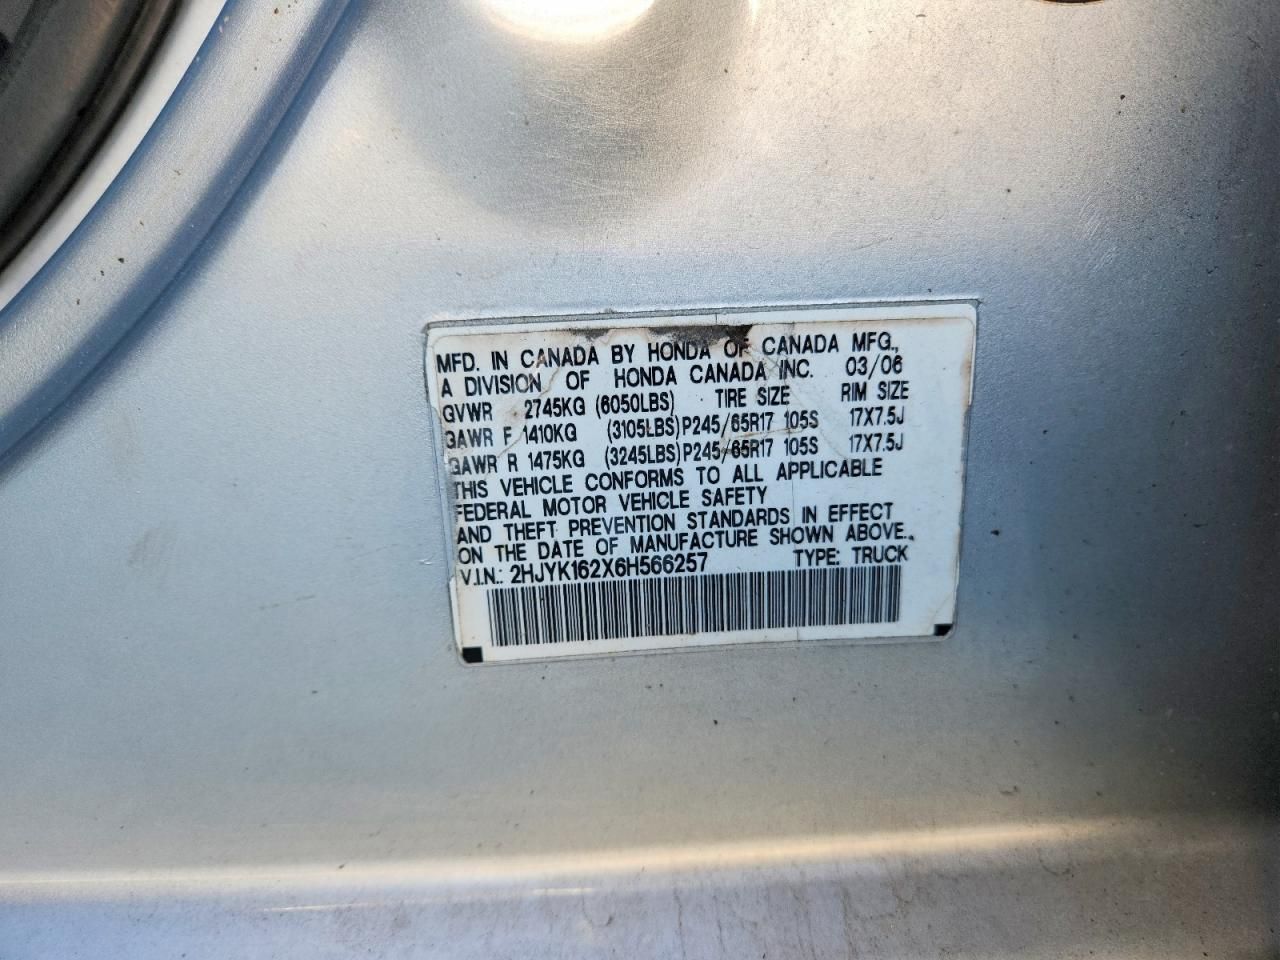 MFD. IN CANADA BY HONDA OF CANADA MFG.,
A DIVISION OF HONDA CANADA INC. 03/06
GVWR 2745KG (6050LBS) TIRE SIZE RIM SIZE
GAWR F 1410KG (3105LBS) P245/65R17 105S 17X7.5J
GAWR R 1475KG (3245LBS) P245/65R17 105S 17X7.5J
THIS VEHICLE CONFORMS TO ALL APPLICABLE
FEDERAL MOTOR VEHICLE SAFETY
AND THEFT PREVENTION STANDARDS IN EFFECT
ON THE DATE OF MANUFACTURE SHOWN ABOVE.
V.I.N.: 2HJYK162X6H566257 TYPE: TRUCK